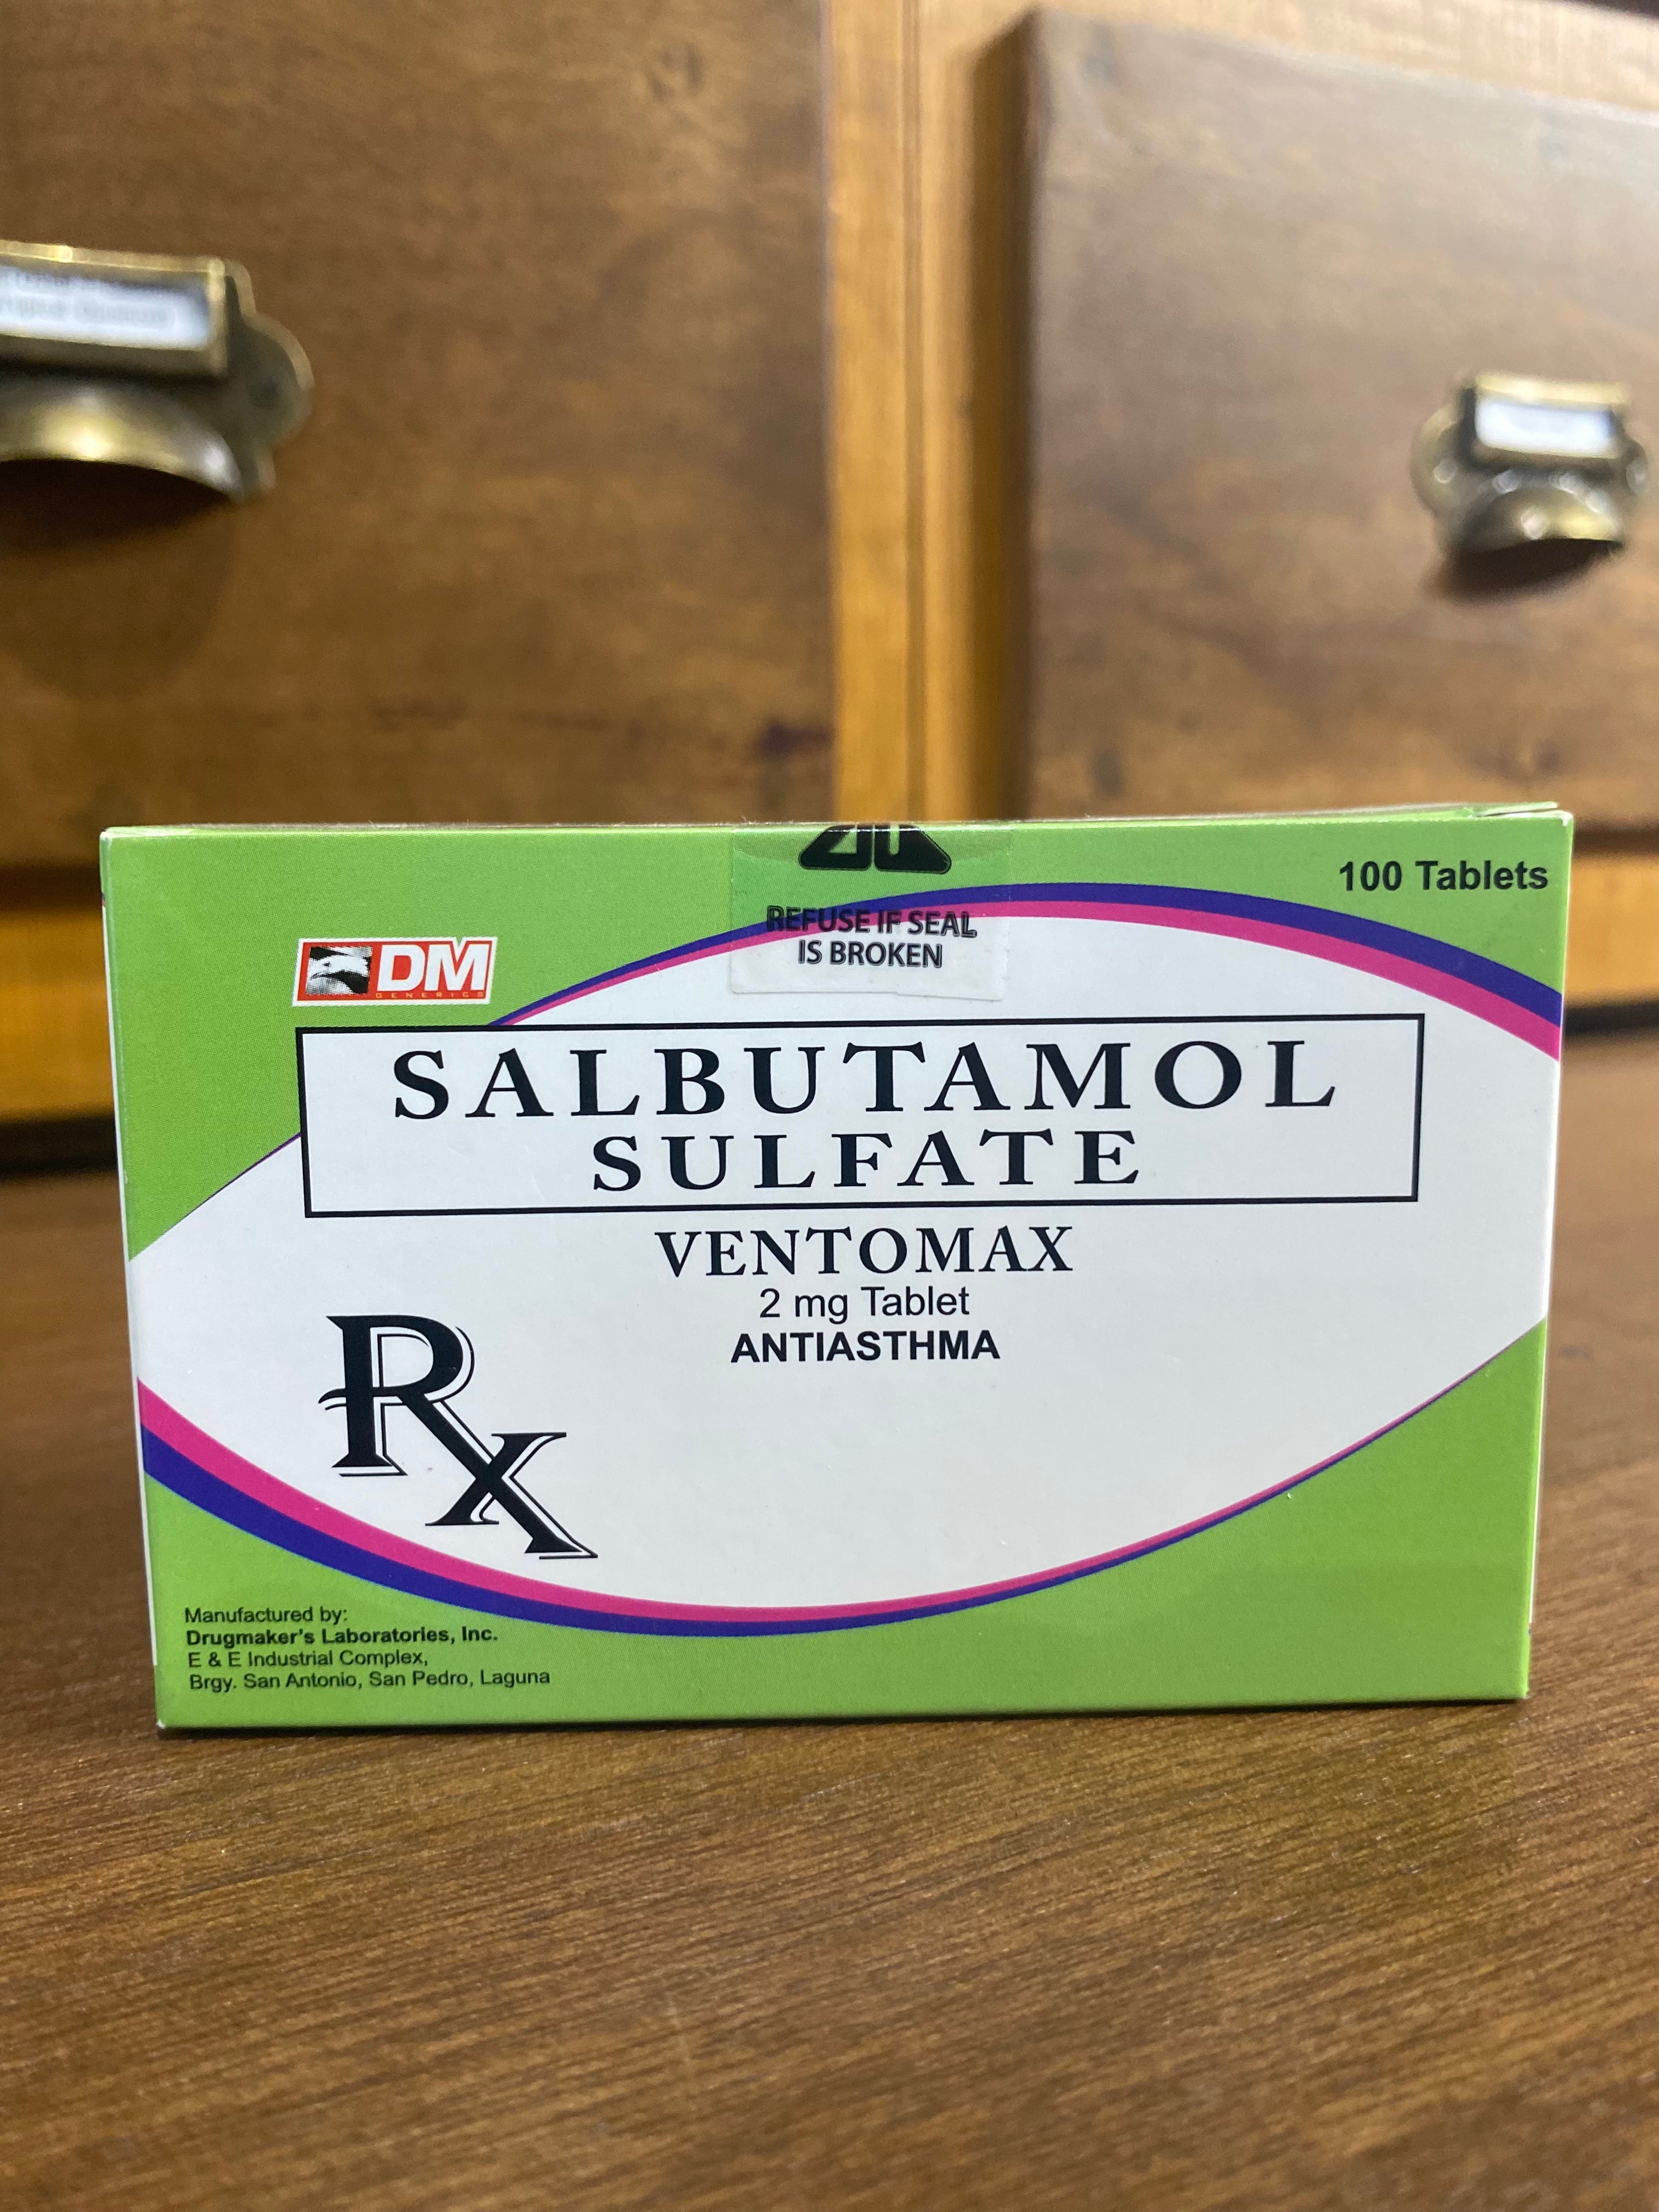 100 Tablets
REFUSE IF SEAL
IS BROKEN
DM
GENERICS
SALBUTAMOL
SULFATE
VENTOMAX
2 mg Tablet
ANTIASTHMA
Rx
Manufactured by:
Drugmaker's Laboratories, Inc.
E & E Industrial Complex,
Brgy. San Antonio, San Pedro, Laguna